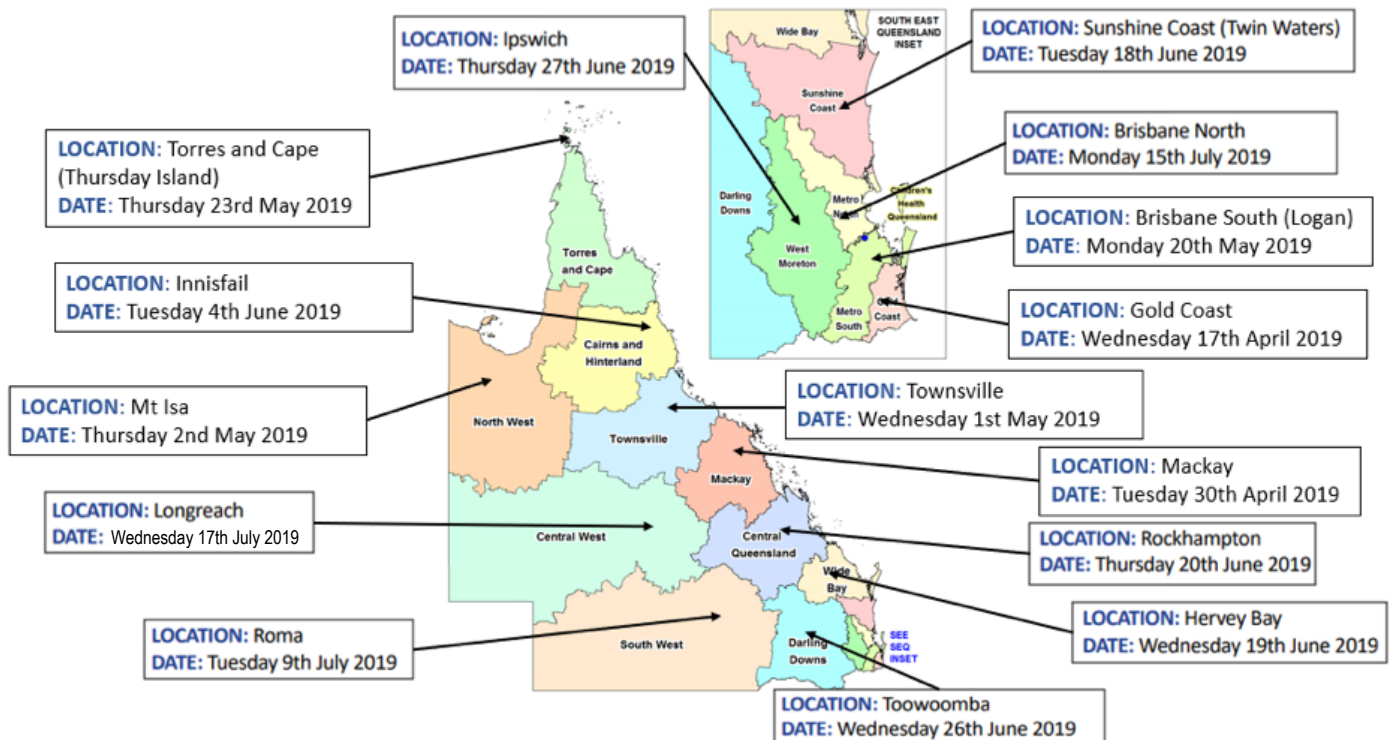 LOCATION: Ipswich
DATE: Thursday 27th June 2019
SOUTH EAST
QUEENSLAND
INSET
Wide Bay
Sunshine
Coast
Darling
Downs
Metro
North
Children's
Health
Queensland
West
Moreton
Metro
South
Gold
Coast
LOCATION: Sunshine Coast (Twin Waters)
DATE: Tuesday 18th June 2019
LOCATION: Brisbane North
DATE: Monday 15th July 2019
LOCATION: Brisbane South (Logan)
DATE: Monday 20th May 2019
LOCATION: Gold Coast
DATE: Wednesday 17th April 2019
LOCATION: Torres and Cape
(Thursday Island)
DATE: Thursday 23rd May 2019
Torres
and Cape
LOCATION: Innisfail
DATE: Tuesday 4th June 2019
Cairns and
Hinterland
LOCATION: Mt Isa
DATE: Thursday 2nd May 2019
North West
Townsville
LOCATION: Townsville
DATE: Wednesday 1st May 2019
Mackay
LOCATION: Mackay
DATE: Tuesday 30th April 2019
LOCATION: Longreach
DATE: Wednesday 17th July 2019
Central West
Central
Queensland
LOCATION: Rockhampton
DATE: Thursday 20th June 2019
Wide
Bay
LOCATION: Hervey Bay
DATE: Wednesday 19th June 2019
LOCATION: Roma
DATE: Tuesday 9th July 2019
South West
Darling
Downs
SEE
SEQ
INSET
LOCATION: Toowoomba
DATE: Wednesday 26th June 2019